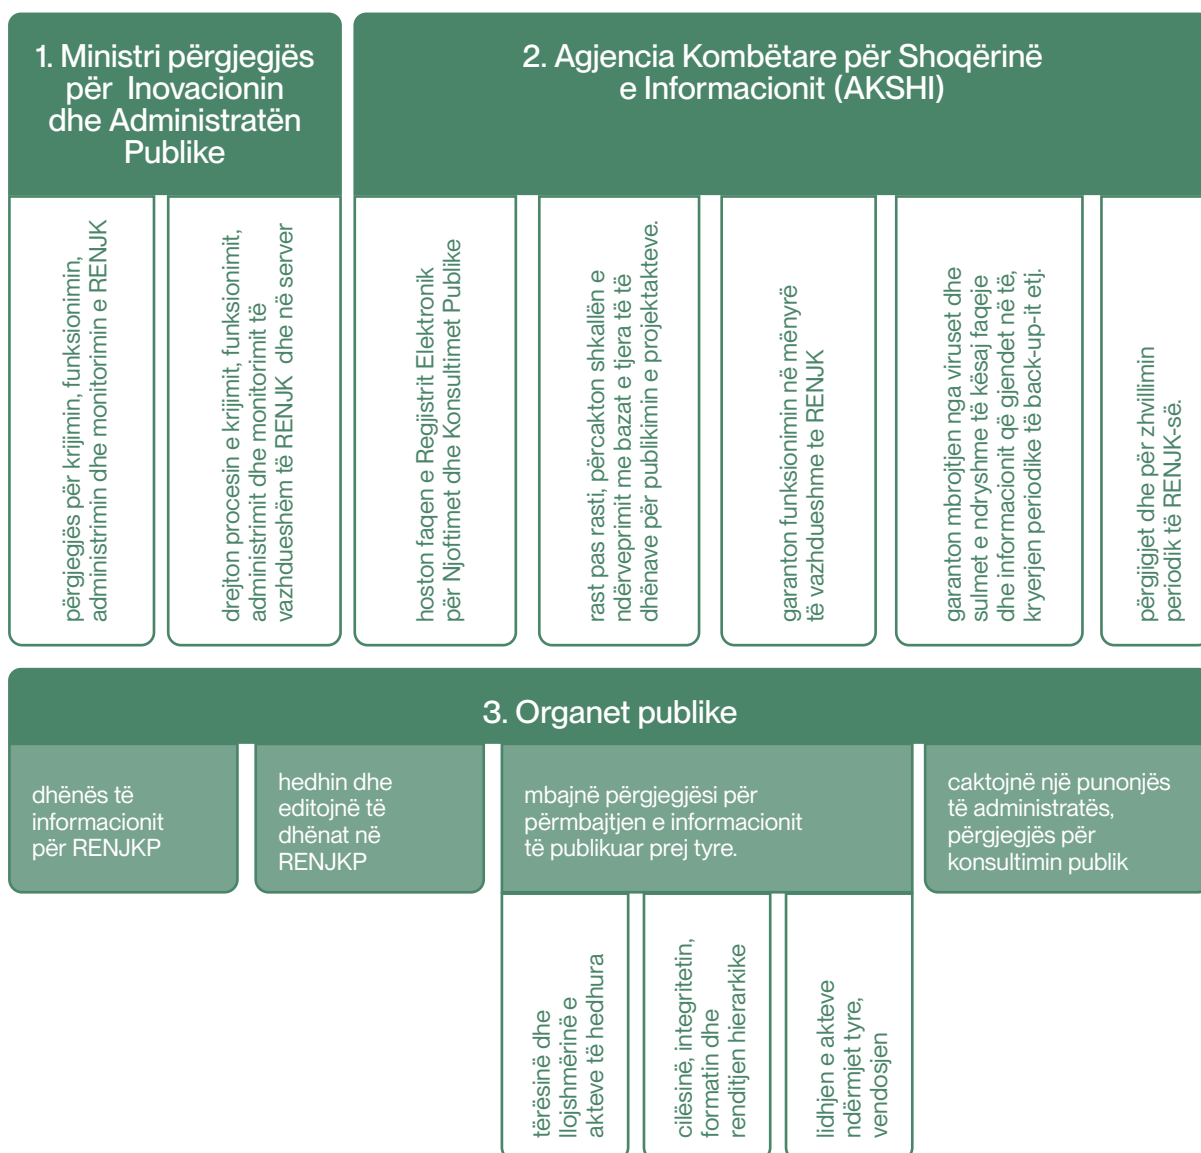 1. Ministri përgjegjës
për Inovacionin
dhe Administratën
Publike
2. Agjencia Kombëtare për Shoqërinë
e Informacionit (AKSHI)
përgjegjës për krijimin, funksionimin,
administrimin dhe monitorimin e RENJK
drejton procesin e krijimit, funksionimit,
administrimit dhe monitorimit të
vazhdueshëm të RENJK dhe në server
hoston faqen e Regjistrit Elektronik
për Njoftimet dhe Konsultimet Publike
rast pas rasti, përcakton shkallën e
ndërveprimit me bazat e tjera të të
dhënave për publikimin e projektakteve.
garanton funksionimin në mënyrë
të vazhdueshme te RENJK
garanton mbrojtjen nga viruset dhe
sulmet e ndryshme të kësaj faqeje
dhe informacionit që gjendet në të,
kryerjen periodike të back-up-it etj.
përgjigjet dhe për zhvillimin
periodik të RENJK-së.
3. Organet publike
dhënës të
informacionit
për RENJKP
hedhin dhe
editojnë të
dhënat në
RENJKP
mbajnë përgjegjësi për
përmbajtjen e informacionit
të publikuar prej tyre.
caktojnë një punonjës
të administratës,
përgjegjës për
konsultimin publik
tërësinë dhe
llojshmërinë e
akteve të hedhura
cilësinë, integritetin,
formatin dhe
renditjen hierarkike
lidhjen e akteve
ndërmjet tyre,
vendosjen